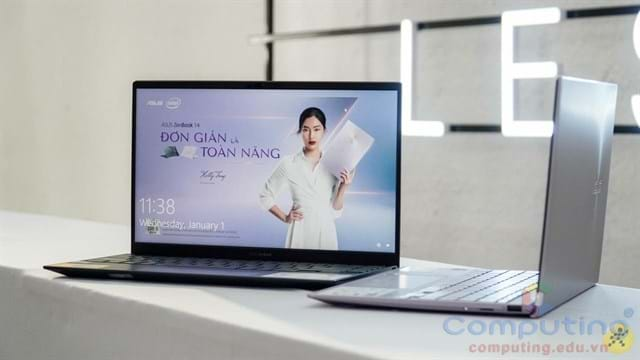 LES
ASUS intel
ASUS ZenBook 14
ĐƠN GIẢN LÀ
TOÀN NĂNG
11:38
Wednesday, January 1
Computing
computing.edu.vn